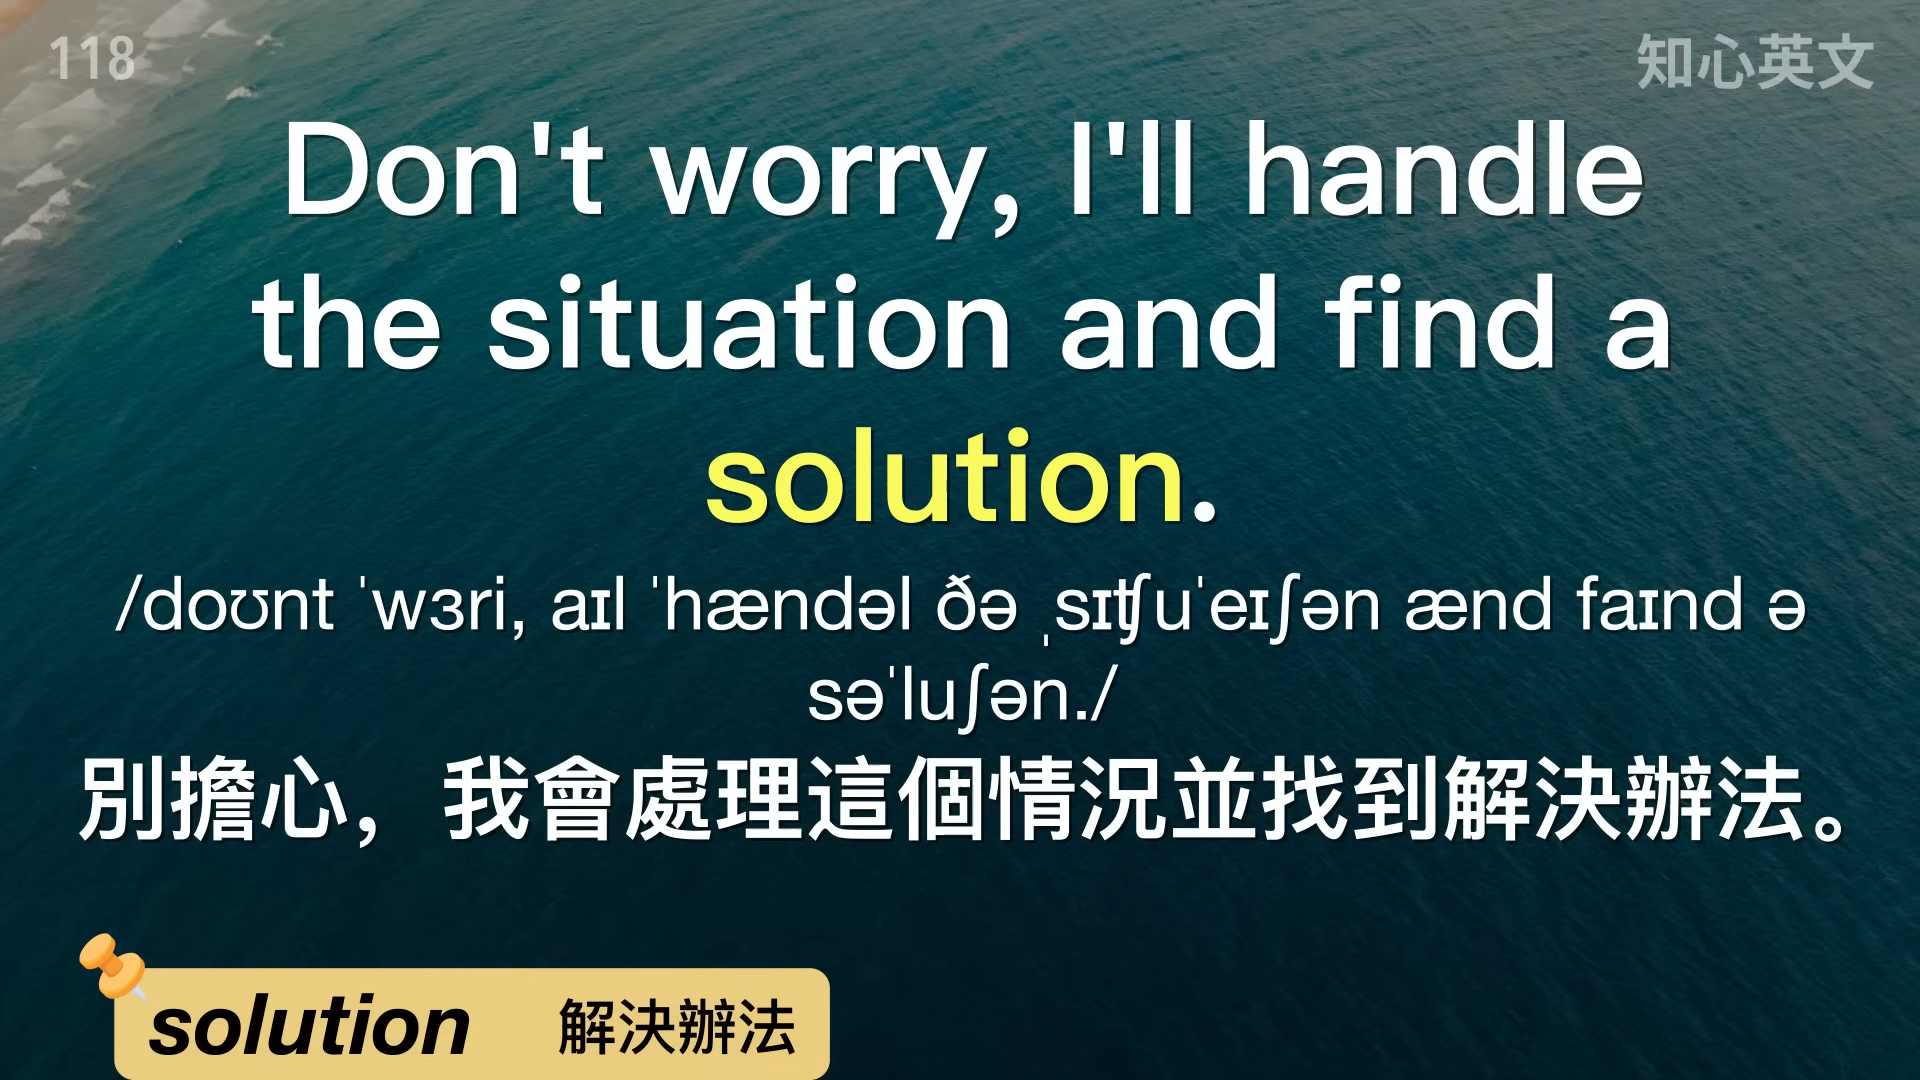 118
知心英文
Don't worry, I'll handle
the situation and find a
solution.
/doʊnt ˈwɜri, aɪl ˈhændəl ðə ˌsɪʧuˈeɪʃən ænd faɪnd ə
səˈluʃən./
別擔心，我會處理這個情況並找到解決辦法。
solution 解決辦法